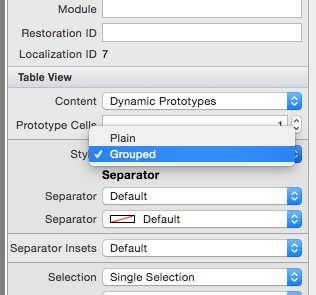 Module
Restoration ID
Localization ID 7
Table View
Content Dynamic Prototypes
Prototype Cells 1
Plain
Style ✓ Grouped
Separator
Separator Default
Separator Default
Separator Insets Default
Selection Single Selection